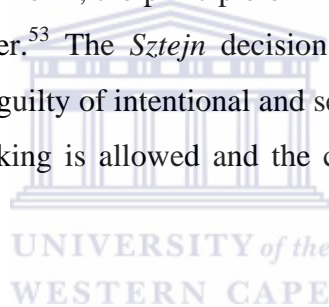 er.⁵³ The Sztejn decision
guilty of intentional and
king is allowed and the
UNIVERSITY of the
WESTERN CAPE